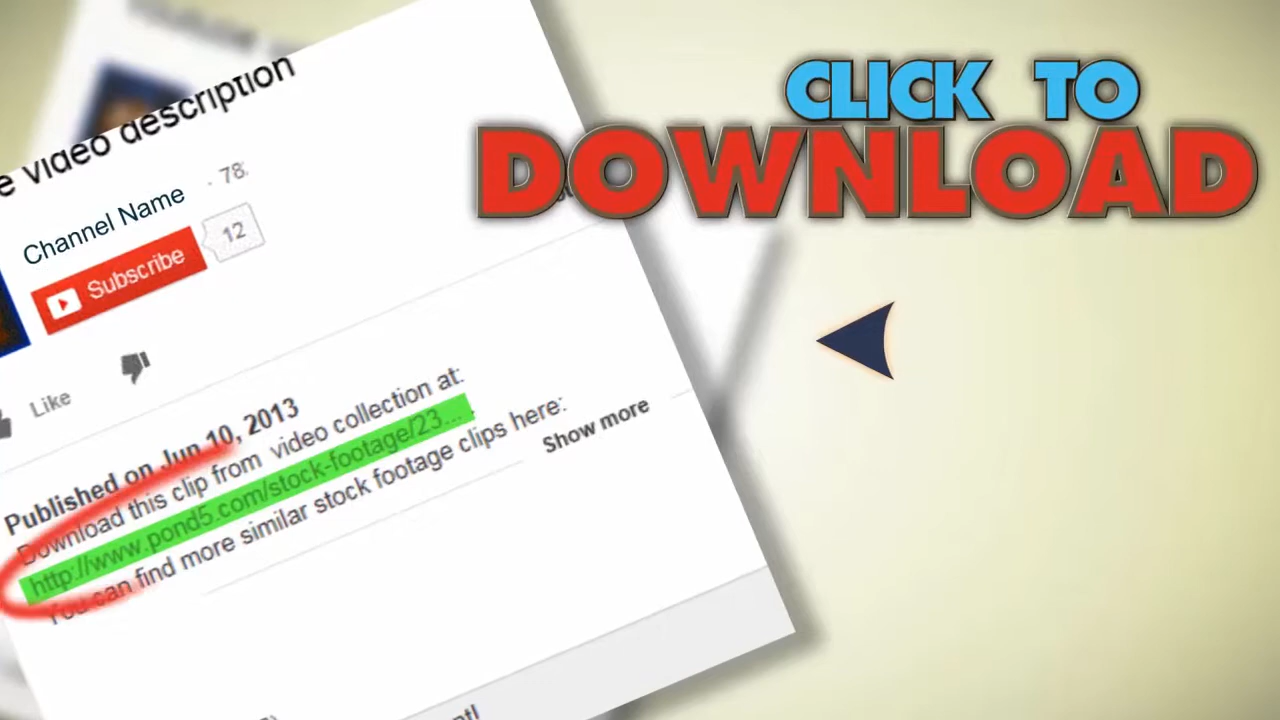 CLICK TO
DOWNLOAD
e video description
Channel Name
· 78
Subscribe
12
Like
Published on Jun 10, 2013
Download this clip from video collection at:
http://www.pond5.com/stock-footage/23...
You can find more similar stock footage clips here:
Show more